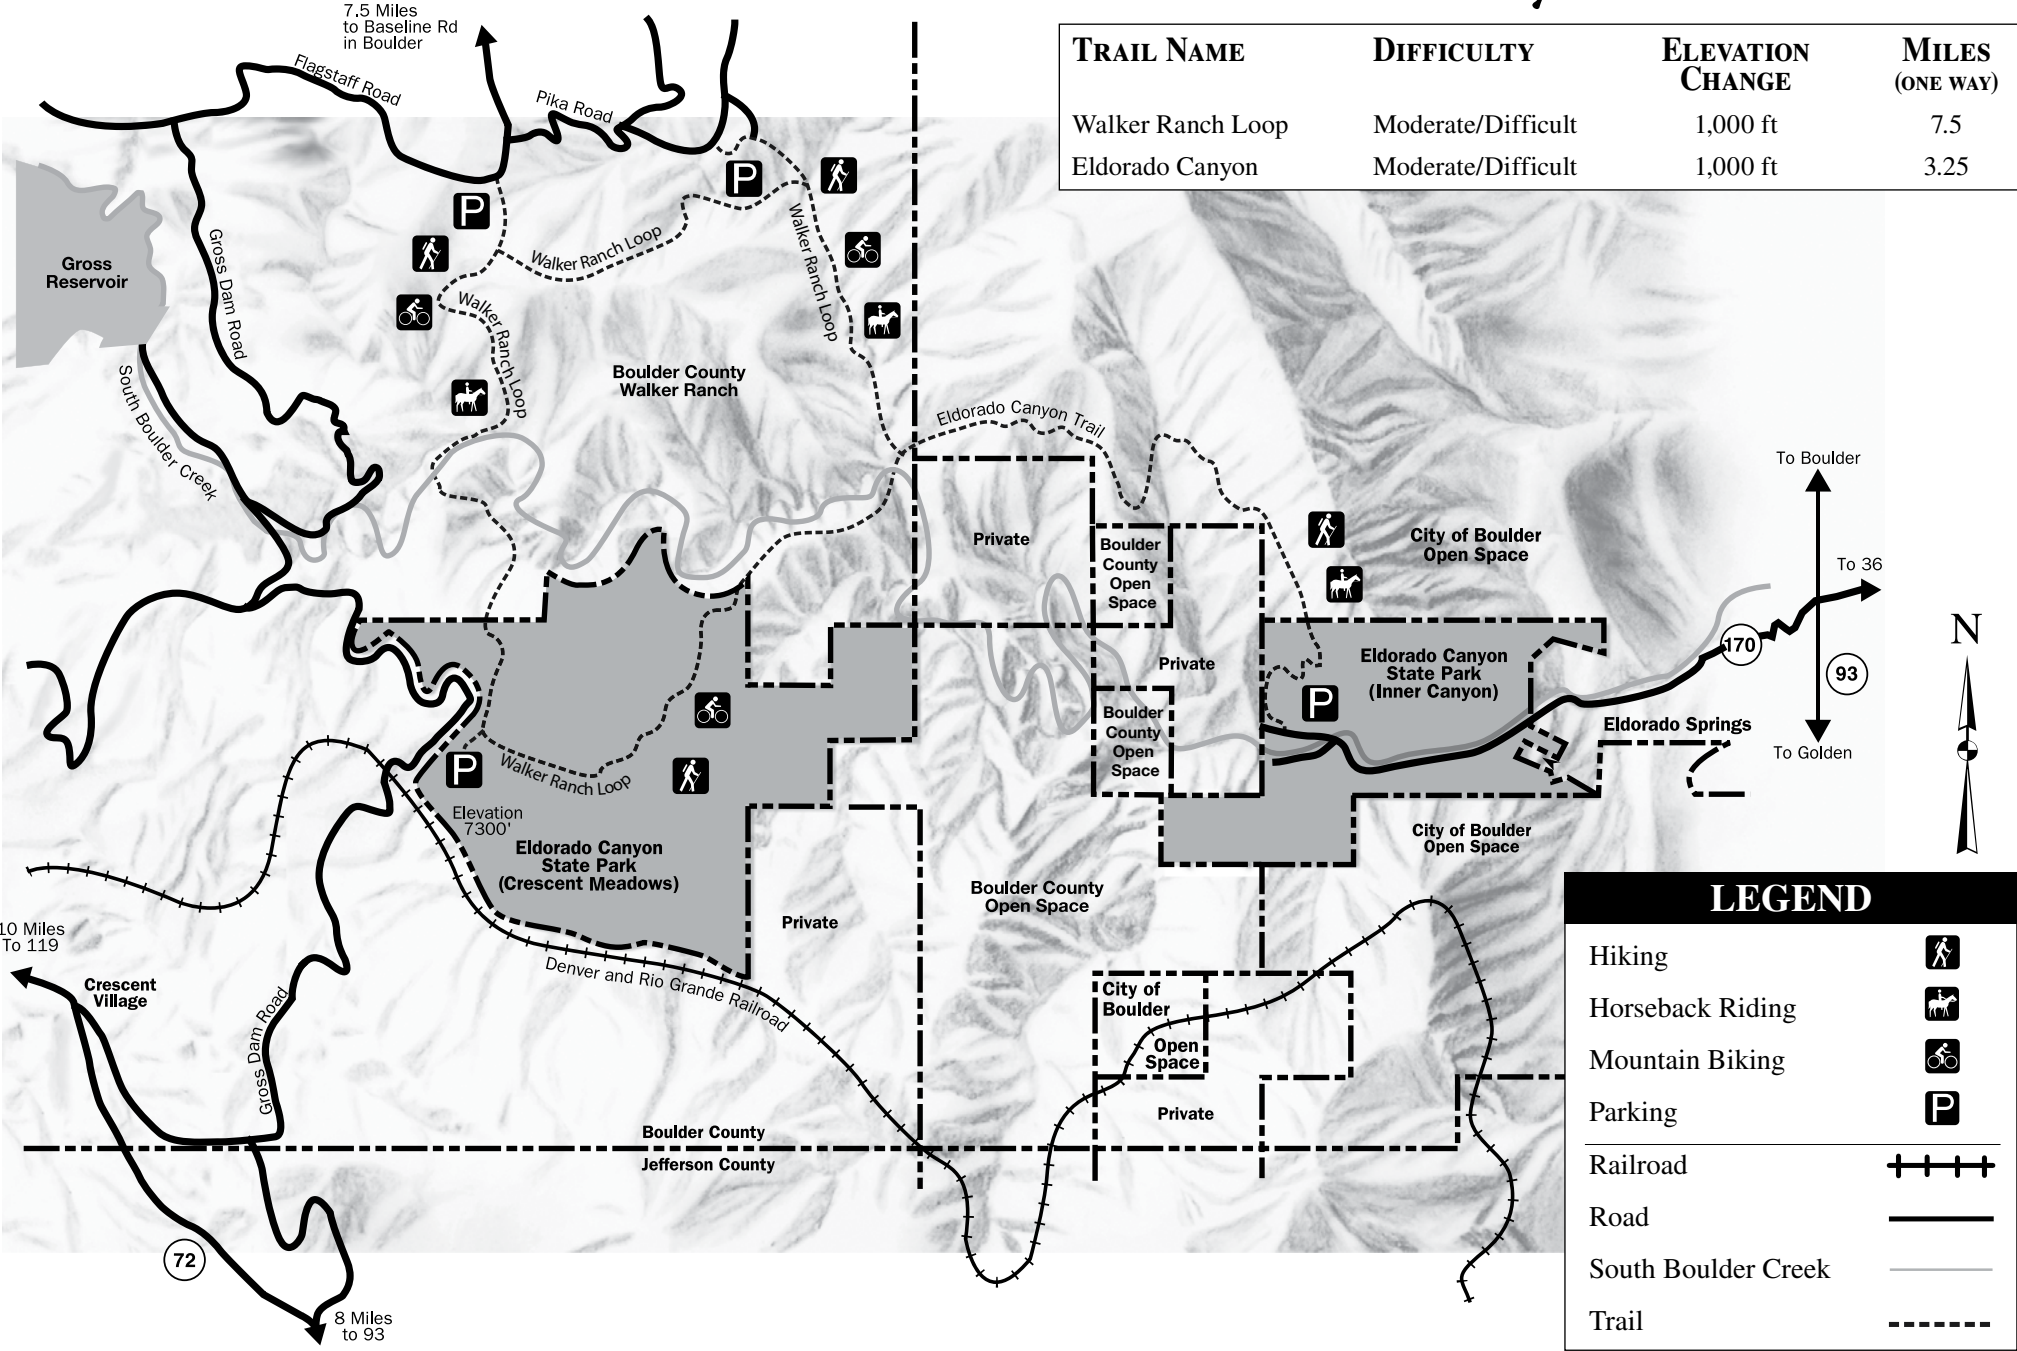 7.5 Miles
to Baseline Rd
in Boulder
Flagstaff Road
Pika Road
TRAIL NAME DIFFICULTY ELEVATION CHANGE MILES (ONE WAY)
Walker Ranch Loop Moderate/Difficult 1,000 ft 7.5
Eldorado Canyon Moderate/Difficult 1,000 ft 3.25
P
P
Gross
Reservoir
Gross Dam Road
Walker Ranch Loop
Walker Ranch Loop
Walker Ranch Loop
South Boulder Creek
Boulder County
Walker Ranch
Eldorado Canyon Trail
To Boulder
Private
Boulder
County
Open
Space
City of Boulder
Open Space
To 36
N
Private
Eldorado Canyon
State Park
(Inner Canyon)
170
93
P
Boulder
County
Open
Space
Eldorado Springs
To Golden
P
Walker Ranch Loop
Elevation
7300'
Eldorado Canyon
State Park
(Crescent Meadows)
City of Boulder
Open Space
Boulder County
Open Space
Private
10 Miles
To 119
Crescent
Village
Denver and Rio Grande Railroad
Gross Dam Road
City of
Boulder
Open
Space
Private
Boulder County
Jefferson County
72
8 Miles
to 93
LEGEND
Hiking
Horseback Riding
Mountain Biking
Parking P
Railroad
Road
South Boulder Creek
Trail